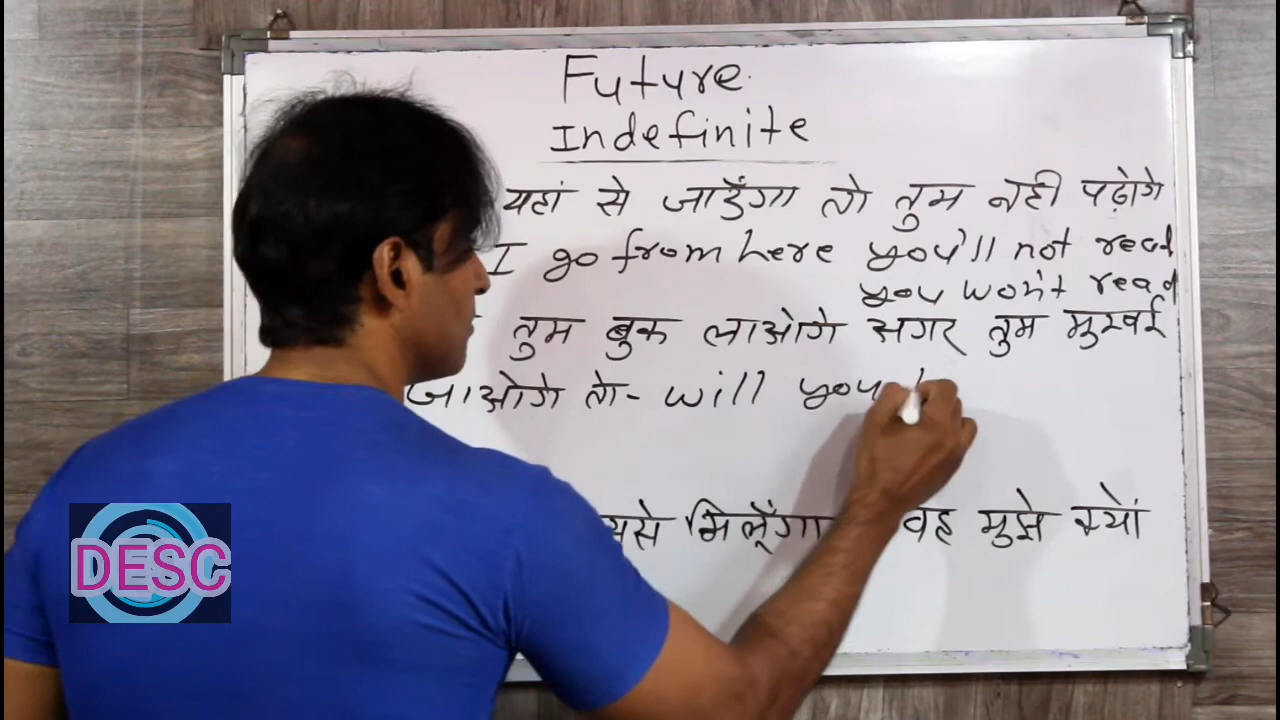 Future
Indefinite
यहां से जाउँगा तो तुम नही पढ़ोगे
I go from here you'll not read
you won't read
तुम बुक लाओगे अगर तुम मुम्बई
जाओगे तो - will you
मिलूँगा वह मुझे क्यों
DESC